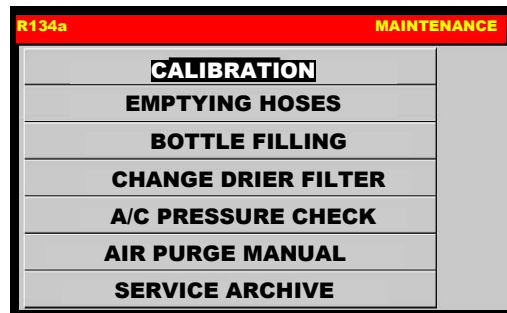 R134a MAINTENANCE
CALIBRATION
EMPTYING HOSES
BOTTLE FILLING
CHANGE DRIER FILTER
A/C PRESSURE CHECK
AIR PURGE MANUAL
SERVICE ARCHIVE